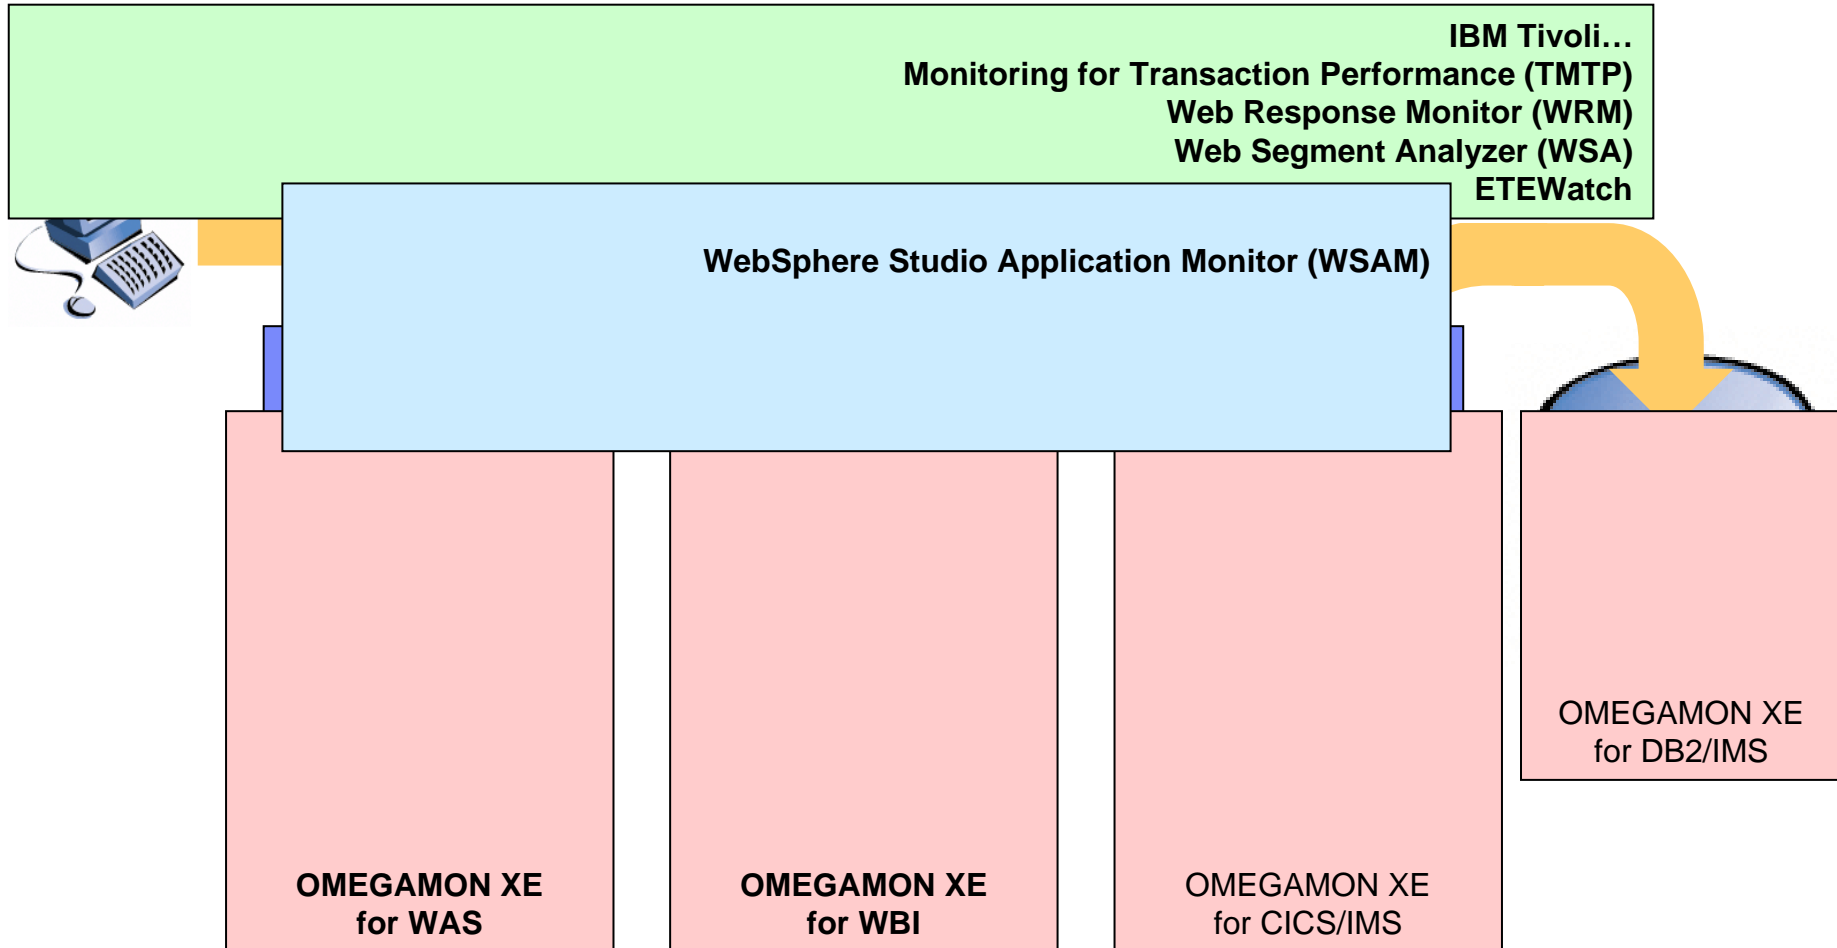 IBM Tivoli…
Monitoring for Transaction Performance (TMTP)
Web Response Monitor (WRM)
Web Segment Analyzer (WSA)
ETEWatch
WebSphere Studio Application Monitor (WSAM)
OMEGAMON XE
for DB2/IMS
OMEGAMON XE
for WAS
OMEGAMON XE
for WBI
OMEGAMON XE
for CICS/IMS